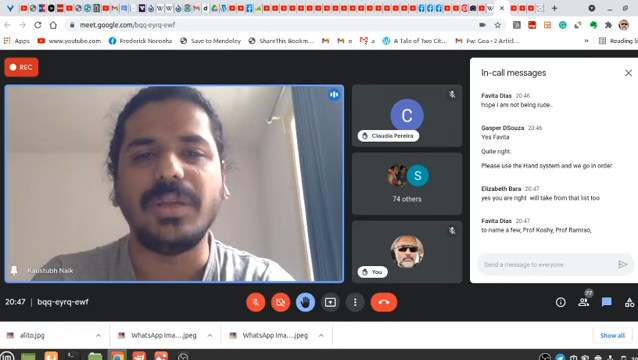 meet.google.com/bqq-eyrq-ewf
Apps
www.youtube.com
Frederick Noronha
Save to Mendeley
ShareThis Bookm...
A Tale of Two Cit...
Fw: Goa - 2 Articl...
Reading li
REC
Kaustubh Naik
C
Claudia Pereira
S
74 others
You
In-call messages
Favita Dias 20:46
hope I am not being rude..
Gasper DSouza 20:46
Yes Favita
Quite right.
Please use the Hand system and we go in order
Elizabeth Bara 20:47
yes you are right will take from that list too
Favita Dias 20:47
to name a few, Prof Koshy, Prof Ramrao,
Send a message to everyone
20:47 | bqq-eyrq-ewf
77
alito.jpg
WhatsApp Ima....jpeg
WhatsApp Ima....jpeg
Show all